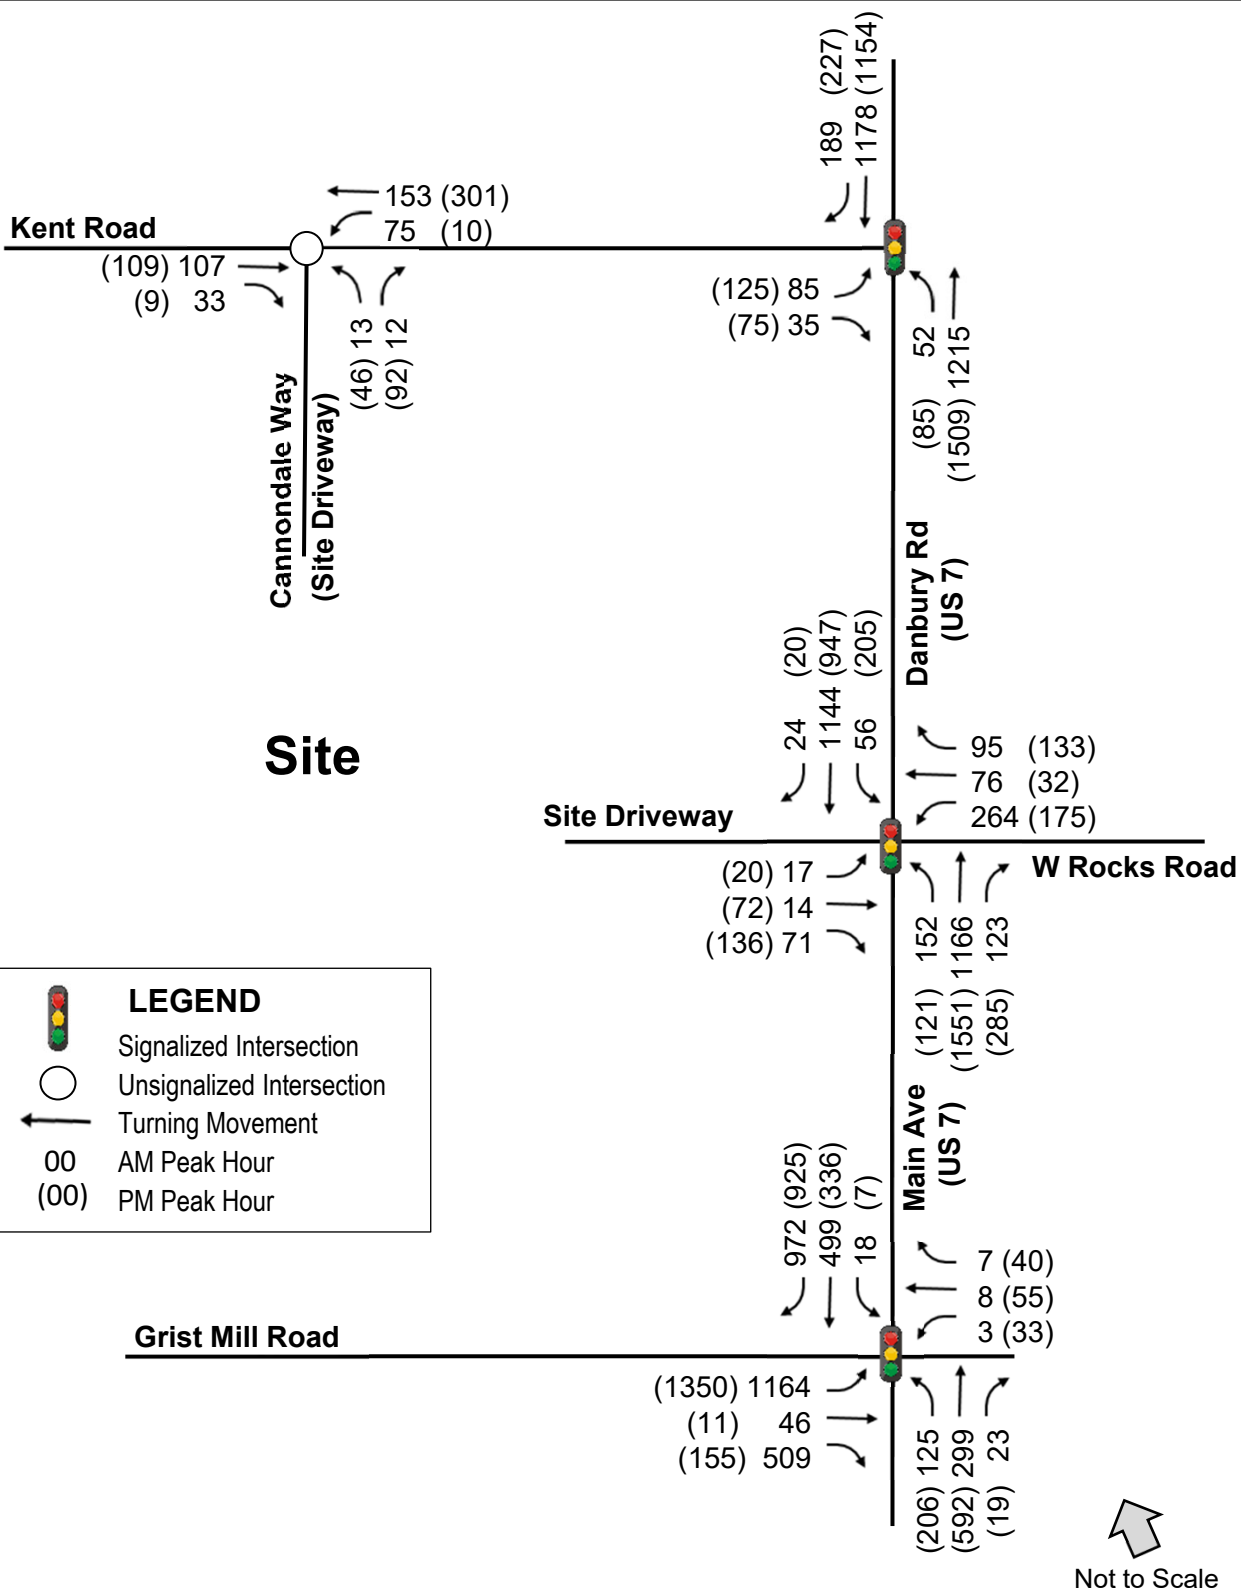 189 (227)
1178 (1154)
153 (301)
75 (10)
Kent Road
(109) 107
(9) 33
(46) 13
(92) 12
Cannondale Way
(Site Driveway)
(125) 85
(75) 35
(85) 52
(1509) 1215
Danbury Rd
(US 7)
Site
24 (20)
1144 (947)
56 (205)
95 (133)
76 (32)
264 (175)
Site Driveway
W Rocks Road
(20) 17
(72) 14
(136) 71
(121) 152
(1551) 1166
(285) 123
LEGEND
Signalized Intersection
Unsignalized Intersection
Turning Movement
00 AM Peak Hour
(00) PM Peak Hour
Main Ave
(US 7)
972 (925)
499 (336)
18 (7)
7 (40)
8 (55)
3 (33)
Grist Mill Road
(1350) 1164
(11) 46
(155) 509
(206) 125
(592) 299
(19) 23
Not to Scale